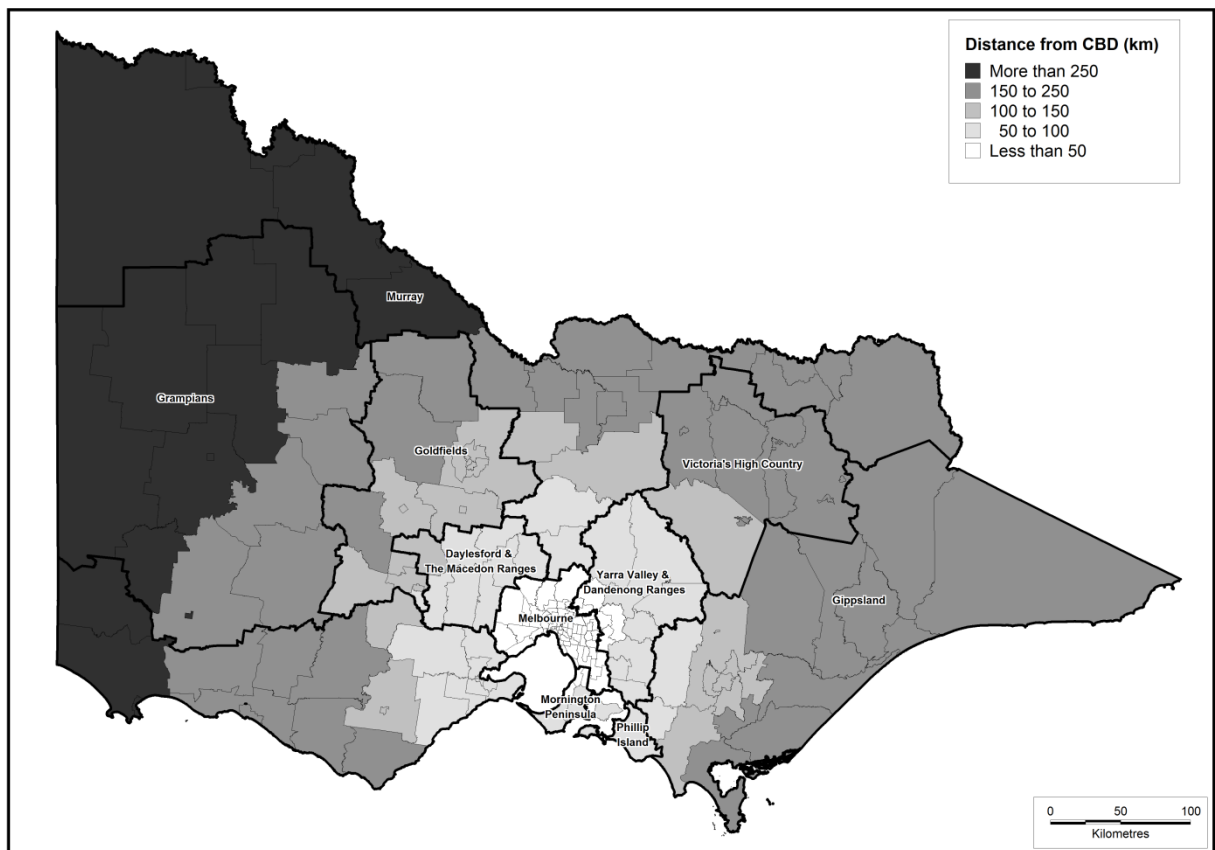 Distance from CBD (km)
More than 250
150 to 250
100 to 150
50 to 100
Less than 50
Murray
Grampians
Goldfields
Victoria's High Country
Daylesford &
The Macedon Ranges
Yarra Valley &
Dandenong Ranges
Gippsland
Melbourne
Mornington
Peninsula
Phillip
Island
0 50 100
Kilometres